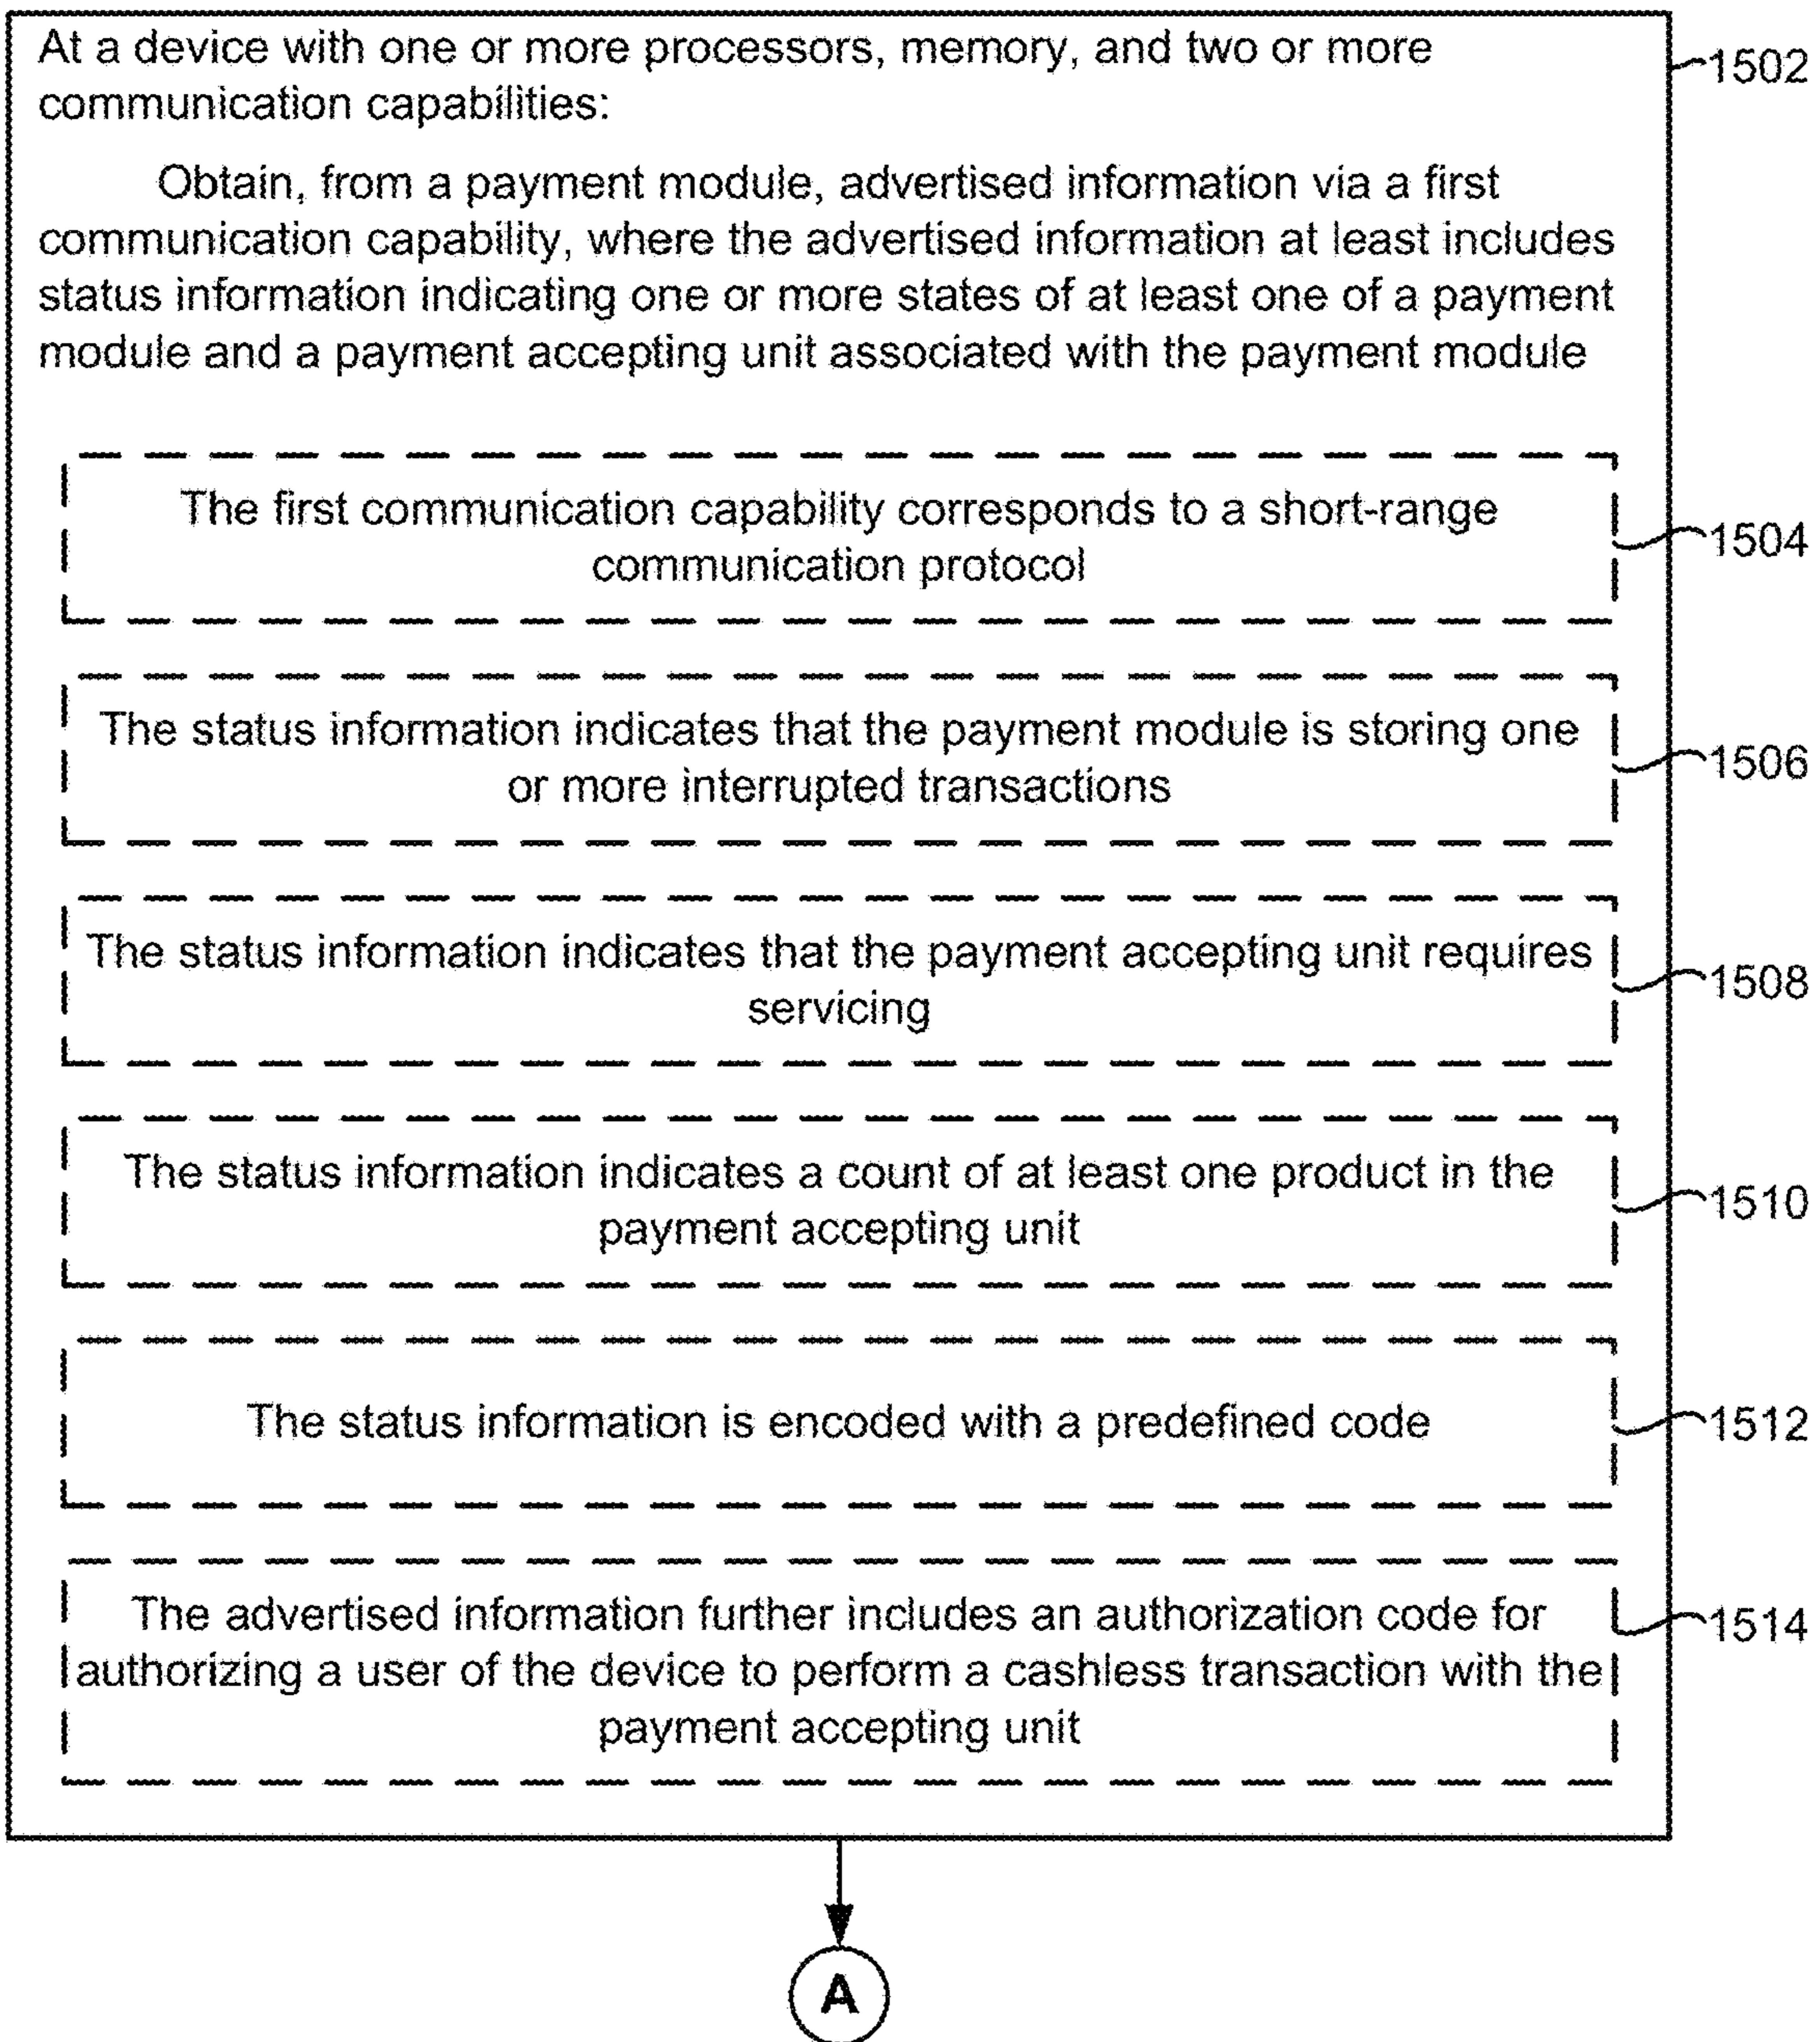 At a device with one or more processors, memory, and two or more
communication capabilities:
1502
Obtain, from a payment module, advertised information via a first
communication capability, where the advertised information at least includes
status information indicating one or more states of at least one of a payment
module and a payment accepting unit associated with the payment module
The first communication capability corresponds to a short-range
communication protocol
1504
The status information indicates that the payment module is storing one
or more interrupted transactions
1506
The status information indicates that the payment accepting unit requires
servicing
1508
The status information indicates a count of at least one product in the
payment accepting unit
1510
The status information is encoded with a predefined code
1512
The advertised information further includes an authorization code for
authorizing a user of the device to perform a cashless transaction with the
payment accepting unit
1514
A